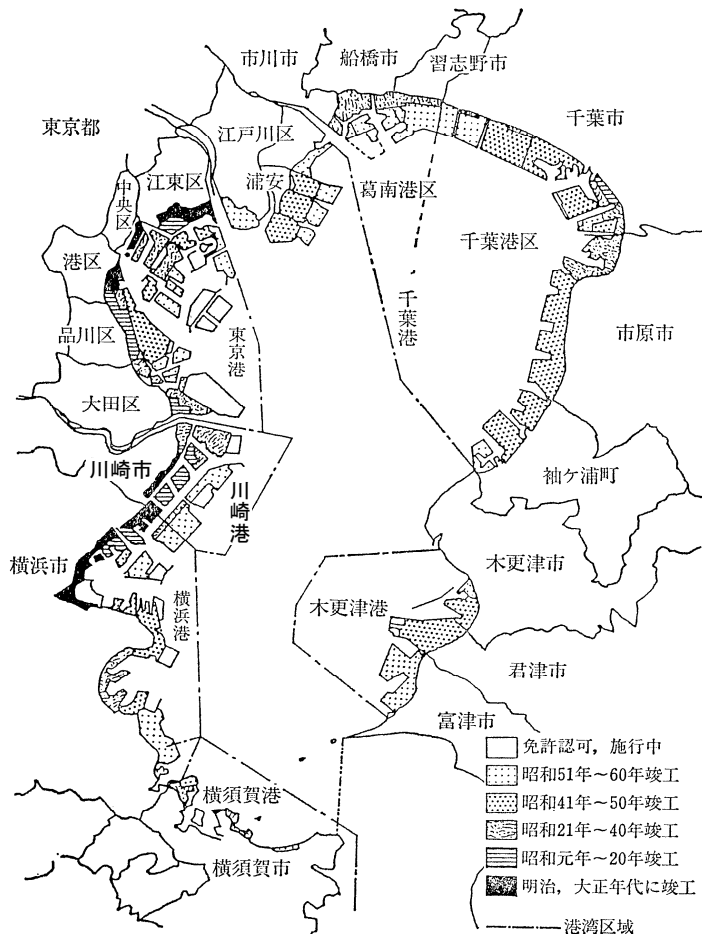 市川市
船橋市
習志野市
東京都
江戸川区
千葉市
中央区
江東区
浦安
葛南港区
港区
千葉港区
東京港
千葉港
品川区
市原市
大田区
川崎市
袖ケ浦町
川崎港
横浜市
木更津市
横浜港
木更津港
君津市
富津市
免許認可，施行中
昭和51年～60年竣工
昭和41年～50年竣工
昭和21年～40年竣工
昭和元年～20年竣工
明治，大正年代に竣工
港湾区域
横須賀港
横須賀市